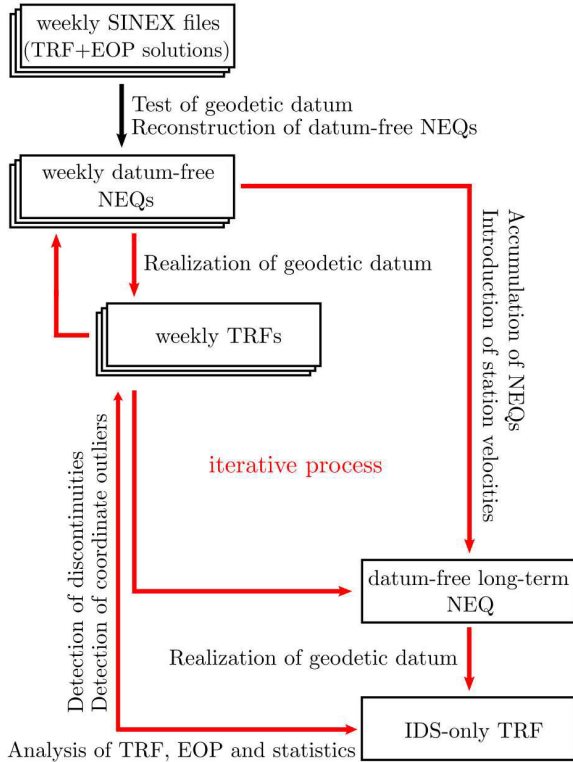 weekly SINEX files
(TRF+EOP solutions)
Test of geodetic datum
Reconstruction of datum-free NEQs
weekly datum-free
NEQs
Realization of geodetic datum
weekly TRFs
Accumulation of NEQs
Introduction of station velocities
iterative process
Detection of discontinuities
Detection of coordinate outliers
datum-free long-term
NEQ
Realization of geodetic datum
IDS-only TRF
Analysis of TRF, EOP and statistics